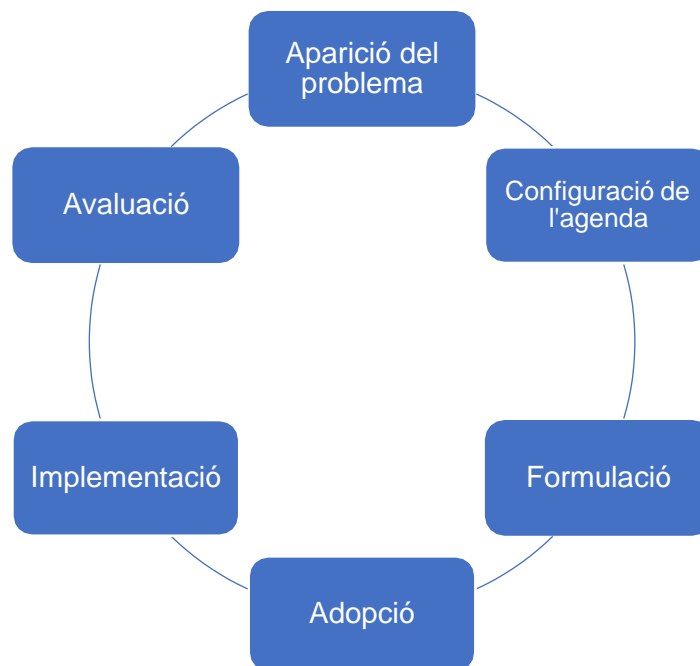 Aparició del
problema
Configuració de
l'agenda
Formulació
Adopció
Implementació
Avaluació